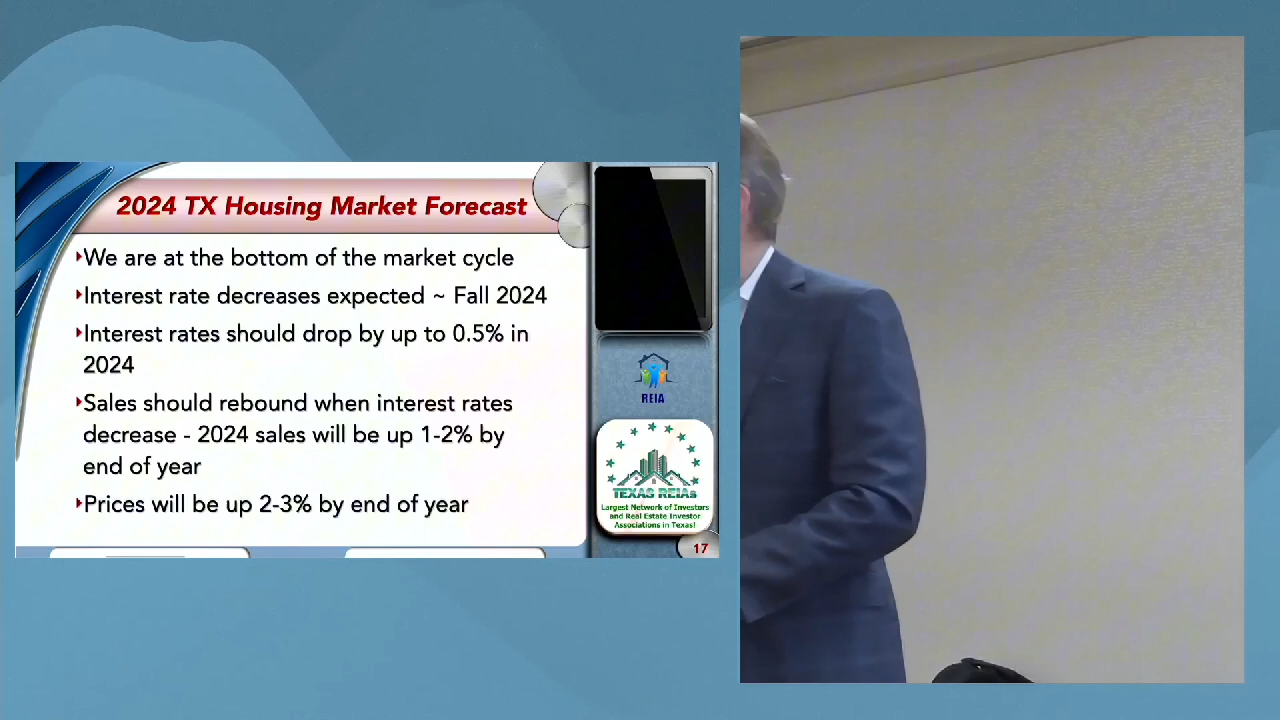 2024 TX Housing Market Forecast
We are at the bottom of the market cycle
Interest rate decreases expected ~ Fall 2024
Interest rates should drop by up to 0.5% in
2024
Sales should rebound when interest rates
decrease - 2024 sales will be up 1-2% by
end of year
Prices will be up 2-3% by end of year
REIA
TEXAS REIAs
Largest Network of Investors
and Real Estate Investor
Associations in Texas!
17